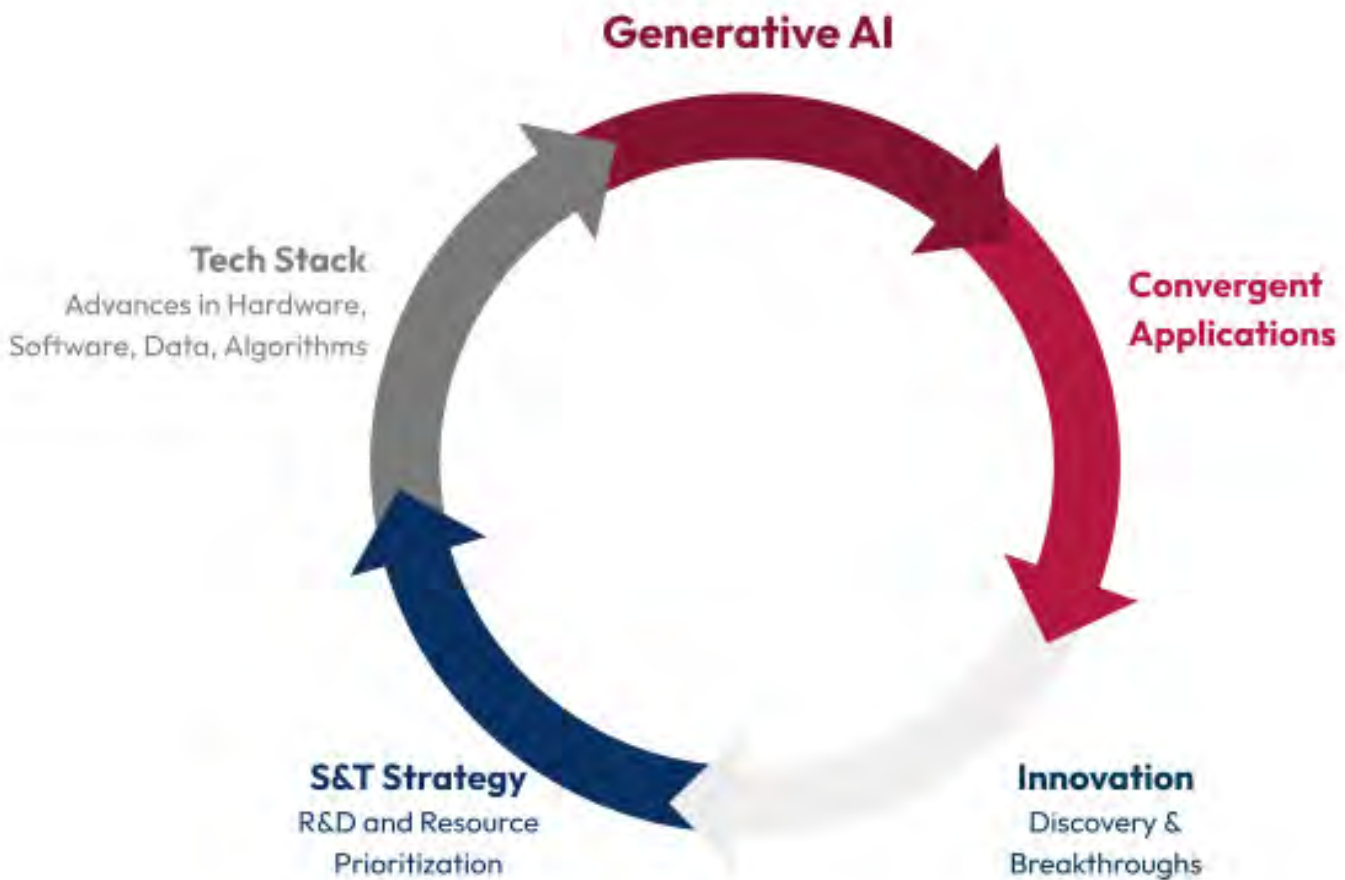 Generative AI
Convergent
Applications
Tech Stack
Advances in Hardware,
Software, Data, Algorithms
S&T Strategy
R&D and Resource
Prioritization
Innovation
Discovery &
Breakthroughs